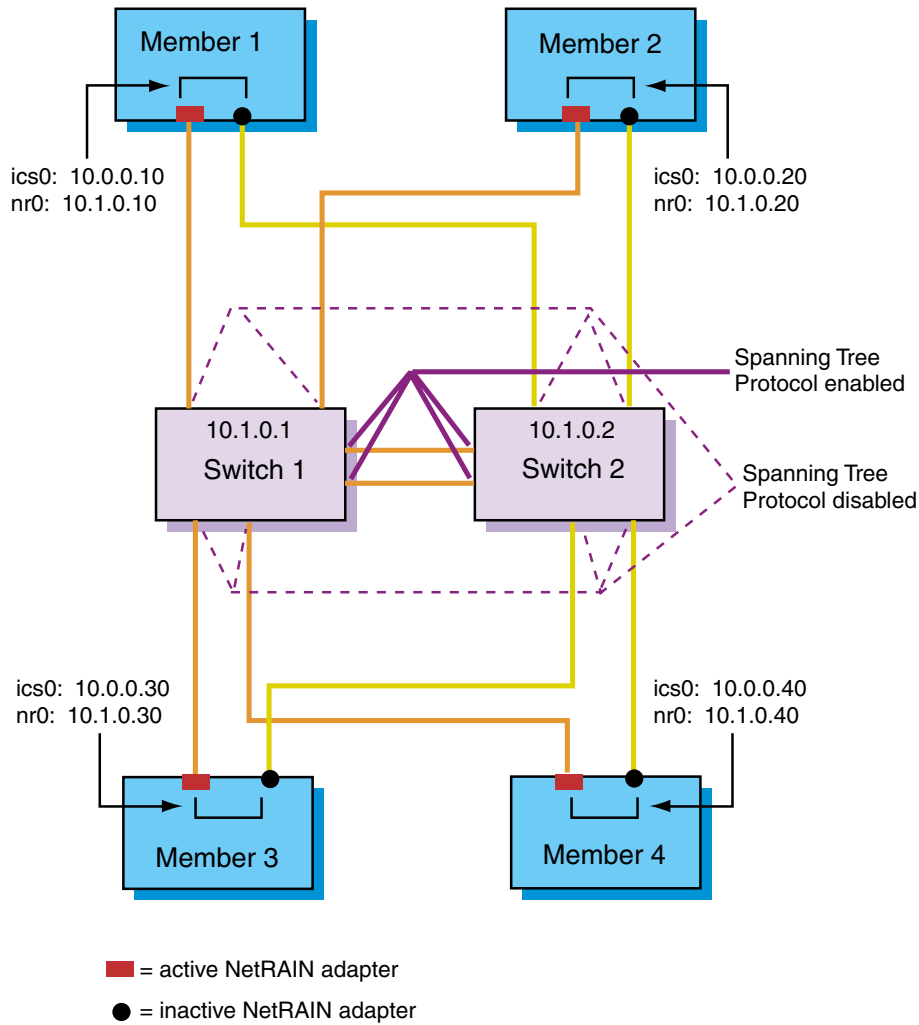 Member 1
Member 2
ics0: 10.0.0.10
nr0: 10.1.0.10
ics0: 10.0.0.20
nr0: 10.1.0.20
Spanning Tree
Protocol enabled
10.1.0.1
Switch 1
10.1.0.2
Switch 2
Spanning Tree
Protocol disabled
ics0: 10.0.0.30
nr0: 10.1.0.30
ics0: 10.0.0.40
nr0: 10.1.0.40
Member 3
Member 4
= active NetRAIN adapter
= inactive NetRAIN adapter